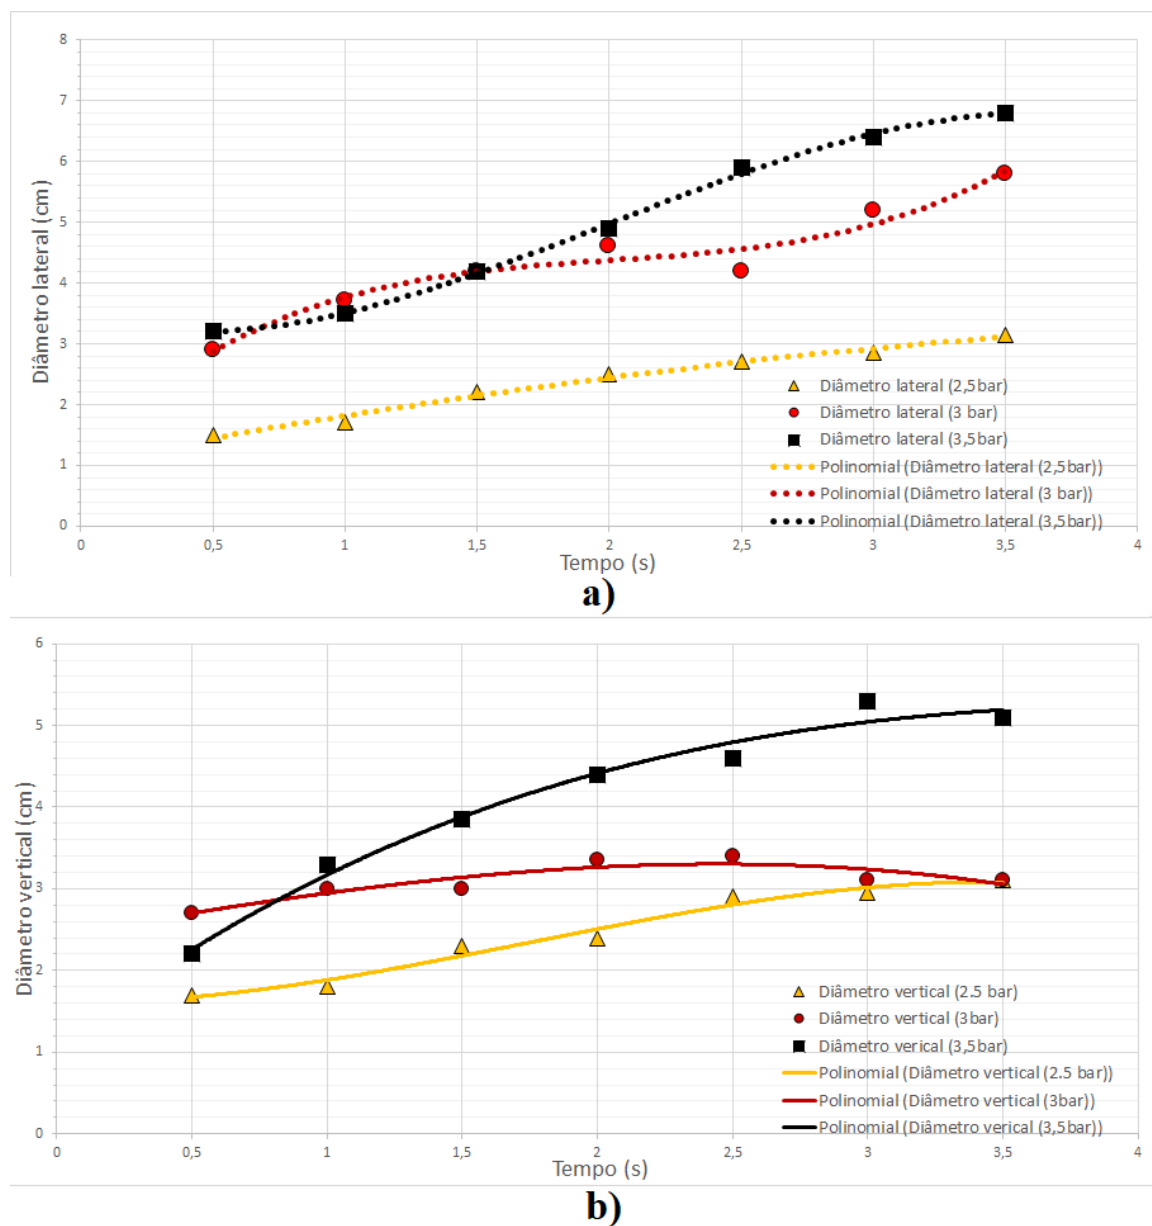 8
7
6
5
4
3
2
1
0
Diâmetro lateral (cm)
Diâmetro lateral (2,5bar)
Diâmetro lateral (3 bar)
Diâmetro lateral (3,5bar)
Polinomial (Diâmetro lateral (2,5bar))
Polinomial (Diâmetro lateral (3 bar))
Polinomial (Diâmetro lateral (3,5bar))
0 0,5 1 1,5 2 2,5 3 3,5 4
Tempo (s)
a)
6
5
4
3
2
1
0
Diâmetro vertical (cm)
Diâmetro vertical (2.5 bar)
Diâmetro vertical (3bar)
Diâmetro verical (3,5bar)
Polinomial (Diâmetro vertical (2.5 bar))
Polinomial (Diâmetro vertical (3bar))
Polinomial (Diâmetro verical (3,5bar))
0 0,5 1 1,5 2 2,5 3 3,5 4
Tempo (s)
b)